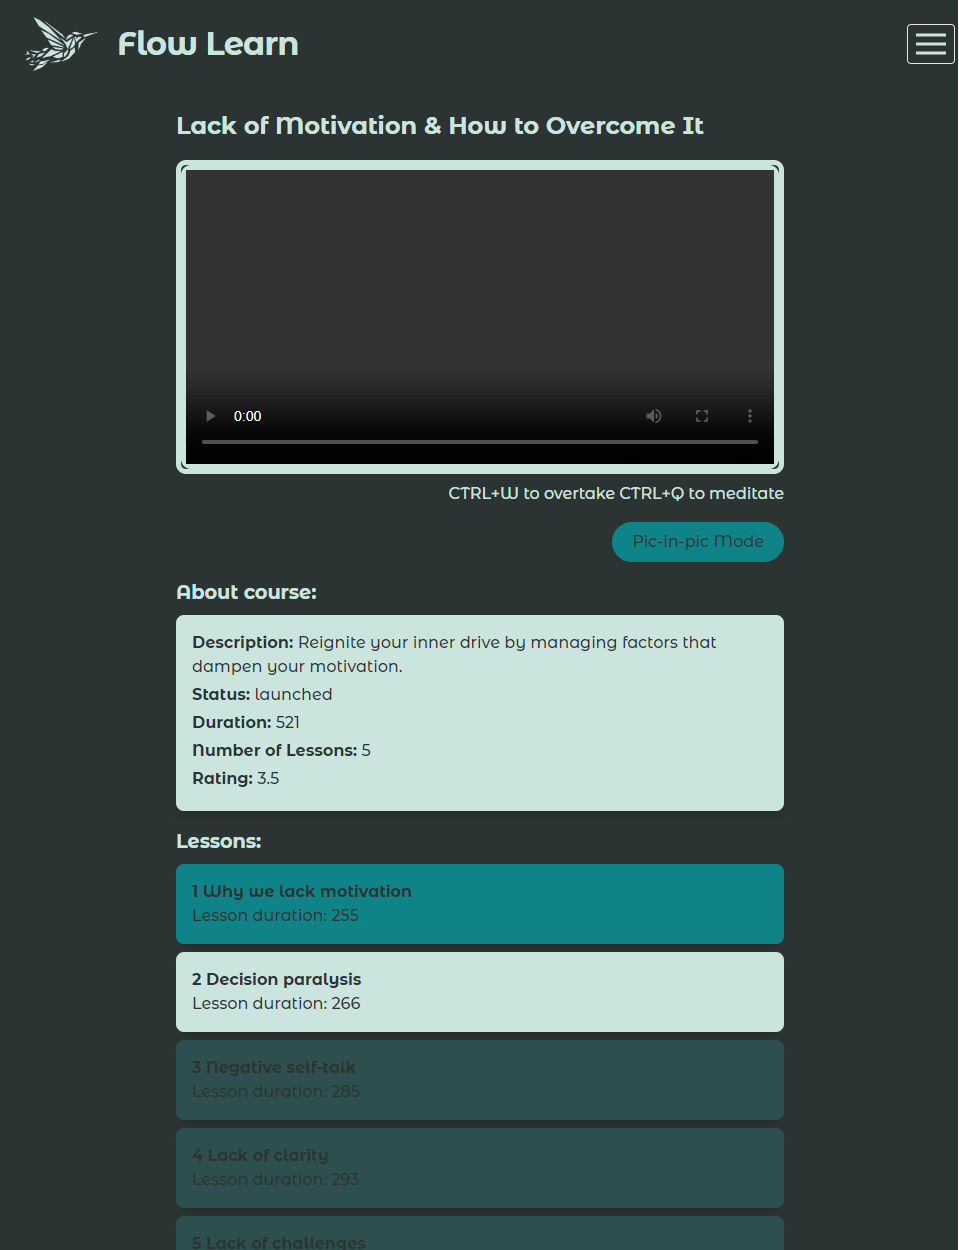 Flow Learn
Lack of Motivation & How to Overcome It
0:00
CTRL+W to overtake CTRL+Q to meditate
Pic-in-pic Mode
About course:
Description: Reignite your inner drive by managing factors that
dampen your motivation.
Status: launched
Duration: 521
Number of Lessons: 5
Rating: 3.5
Lessons:
1 Why we lack motivation
Lesson duration: 255
2 Decision paralysis
Lesson duration: 266
3 Negative self-talk
Lesson duration: 285
4 Lack of clarity
Lesson duration: 293
5 Lack of challenges